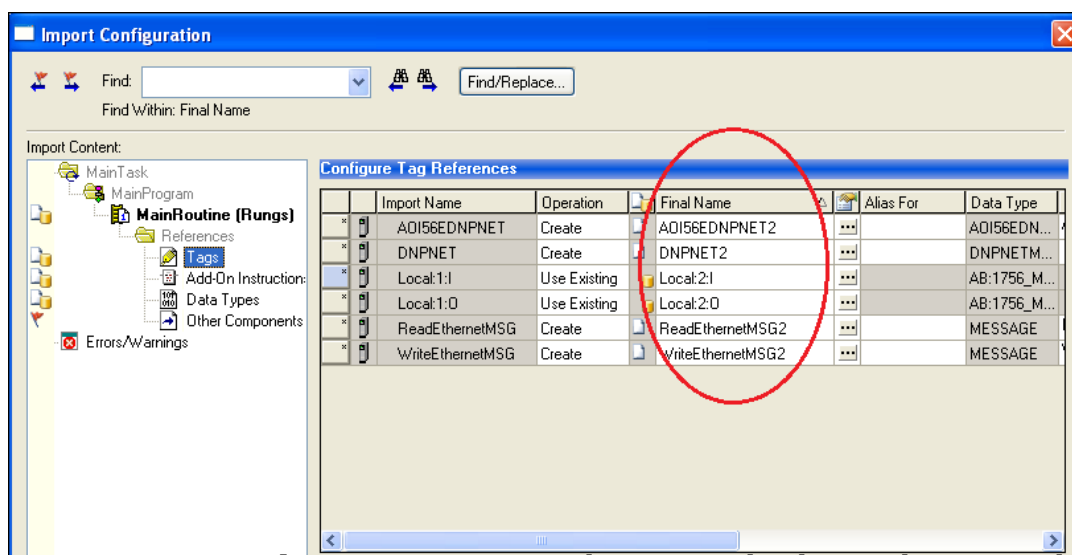 Import Configuration
Find:
Find/Replace...
Find Within: Final Name
Import Content:
MainTask
MainProgram
MainRoutine (Rungs)
References
Tags
Add-On Instruction:
Data Types
Other Components
Errors/Warnings
Configure Tag References
Import Name Operation Final Name Alias For Data Type
AOI56EDNPNET Create AOI56EDNPNET2 ... AOI56EDN...
DNPNET Create DNPNET2 ... DNPNETM...
Local:1:I Use Existing Local:2:I ... AB:1756_M...
Local:1:O Use Existing Local:2:O ... AB:1756_M...
ReadEthernetMSG Create ReadEthernetMSG2 ... MESSAGE
WriteEthernetMSG Create WriteEthernetMSG2 ... MESSAGE